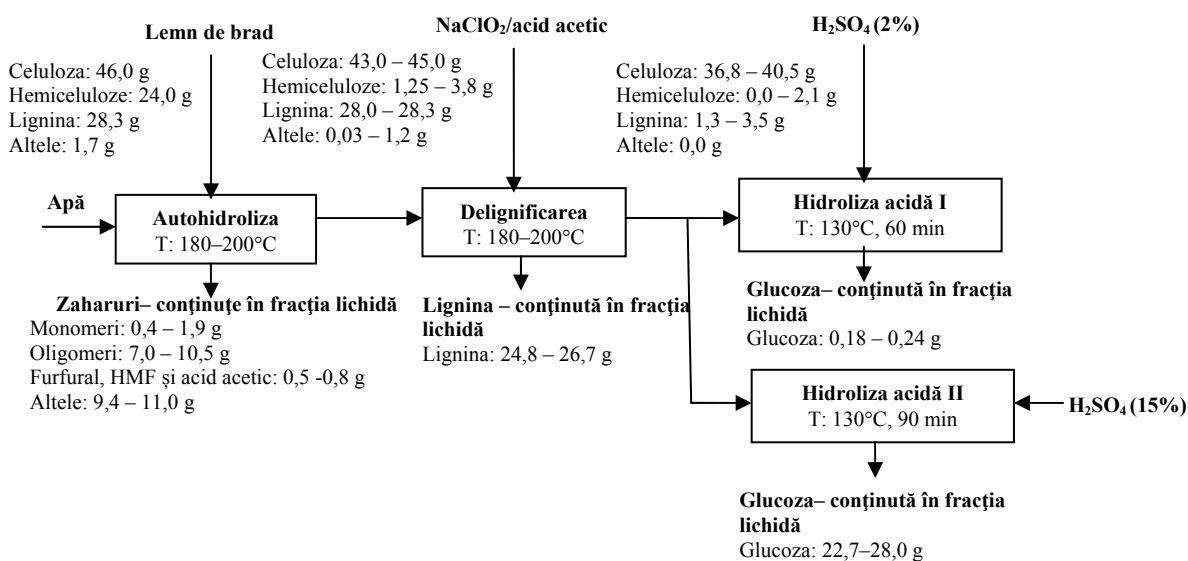 Lemn de brad
Celuloza: 46,0 g
Hemiceluloze: 24,0 g
Lignina: 28,3 g
Altele: 1,7 g
NaClO₂/acid acetic
Celuloza: 43,0 – 45,0 g
Hemiceluloze: 1,25 – 3,8 g
Lignina: 28,0 – 28,3 g
Altele: 0,03 – 1,2 g
H₂SO₄ (2%)
Celuloza: 36,8 – 40,5 g
Hemiceluloze: 0,0 – 2,1 g
Lignina: 1,3 – 3,5 g
Altele: 0,0 g
Apă
Autohidroliza
T: 180–200°C
Delignificarea
T: 180–200°C
Hidroliza acidă I
T: 130°C, 60 min
Zaharuri– conținuțe în fracția lichidă
Monomeri: 0,4 – 1,9 g
Oligomeri: 7,0 – 10,5 g
Furfural, HMF și acid acetic: 0,5 -0,8 g
Altele: 9,4 – 11,0 g
Lignina – conţinută în fracţia
lichidă
Lignina: 24,8 – 26,7 g
Glucoza– conţinută în fracţia
lichidă
Glucoza: 0,18 – 0,24 g
Hidroliza acidă II
T: 130°C, 90 min
H₂SO₄ (15%)
Glucoza– conţinută în fracţia
lichidă
Glucoza: 22,7–28,0 g